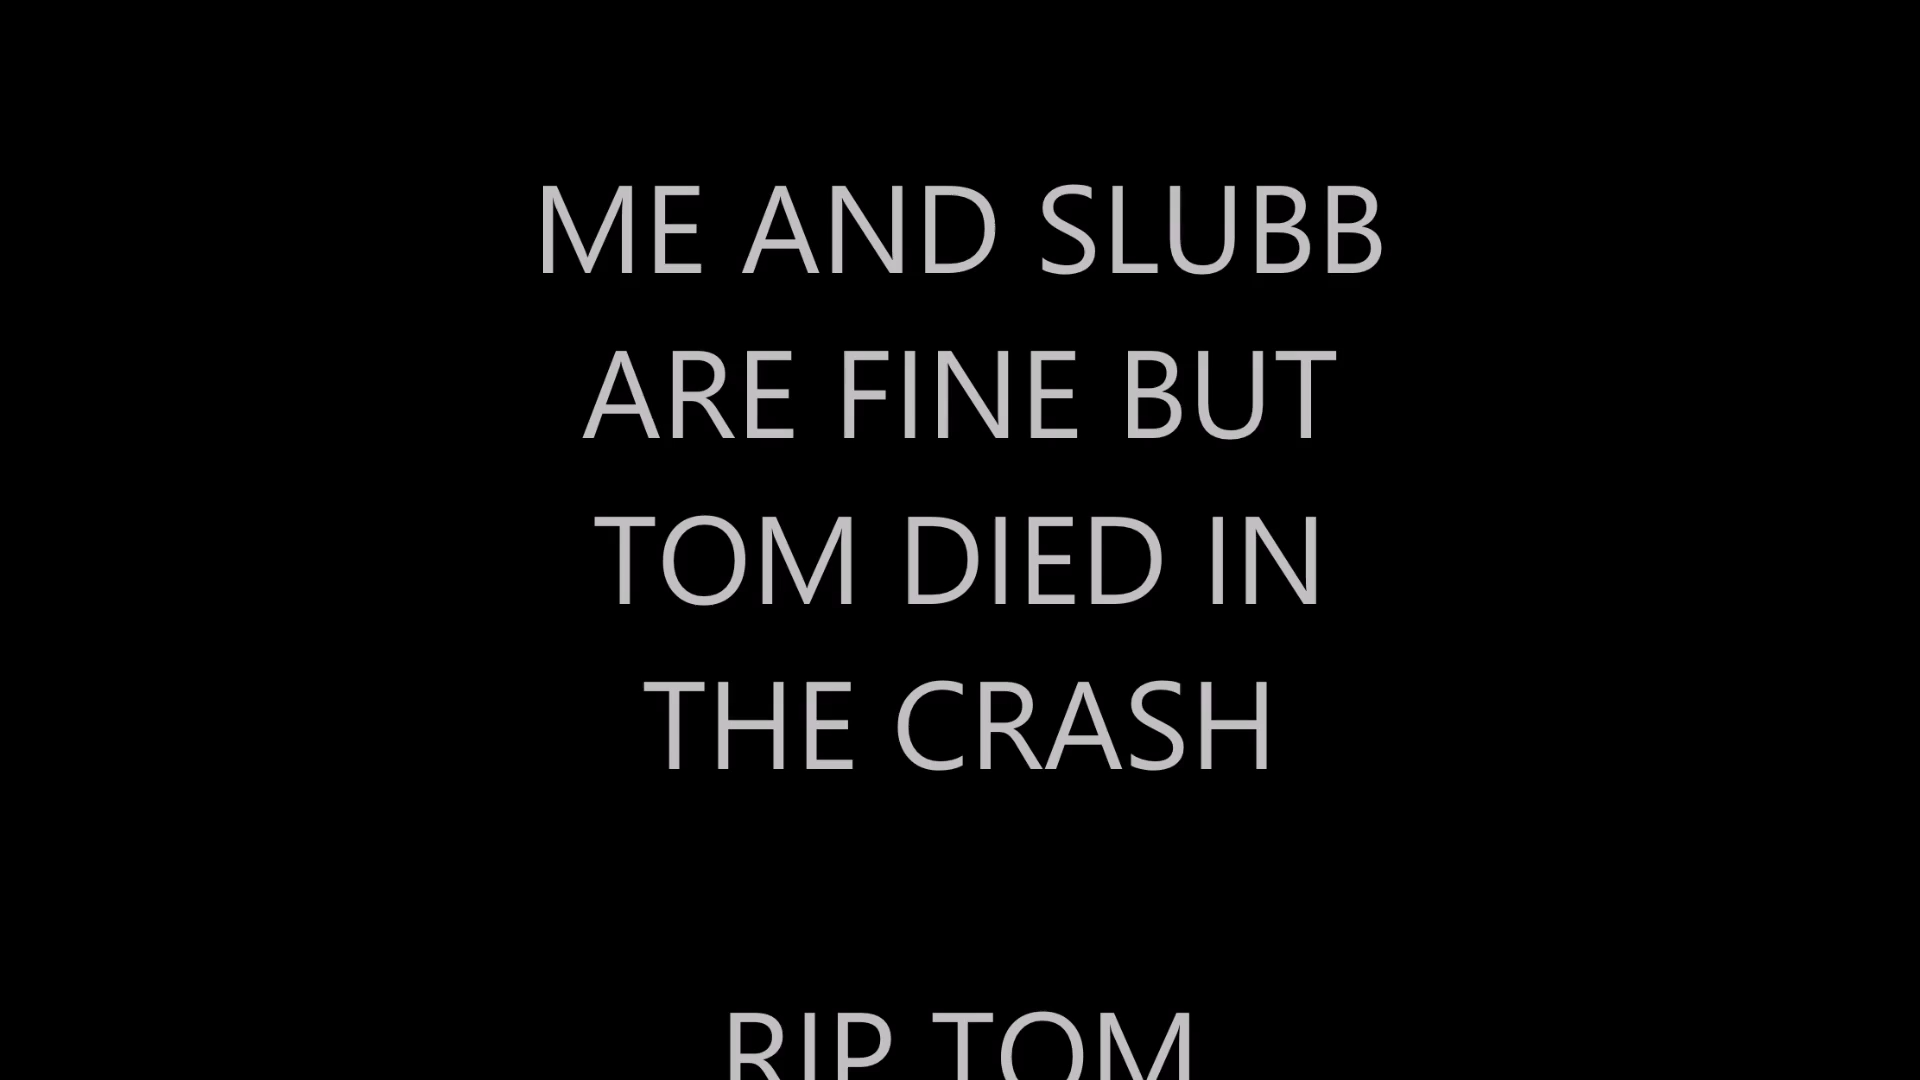 ME AND SLUBB
ARE FINE BUT
TOM DIED IN
THE CRASH
RIP TOM